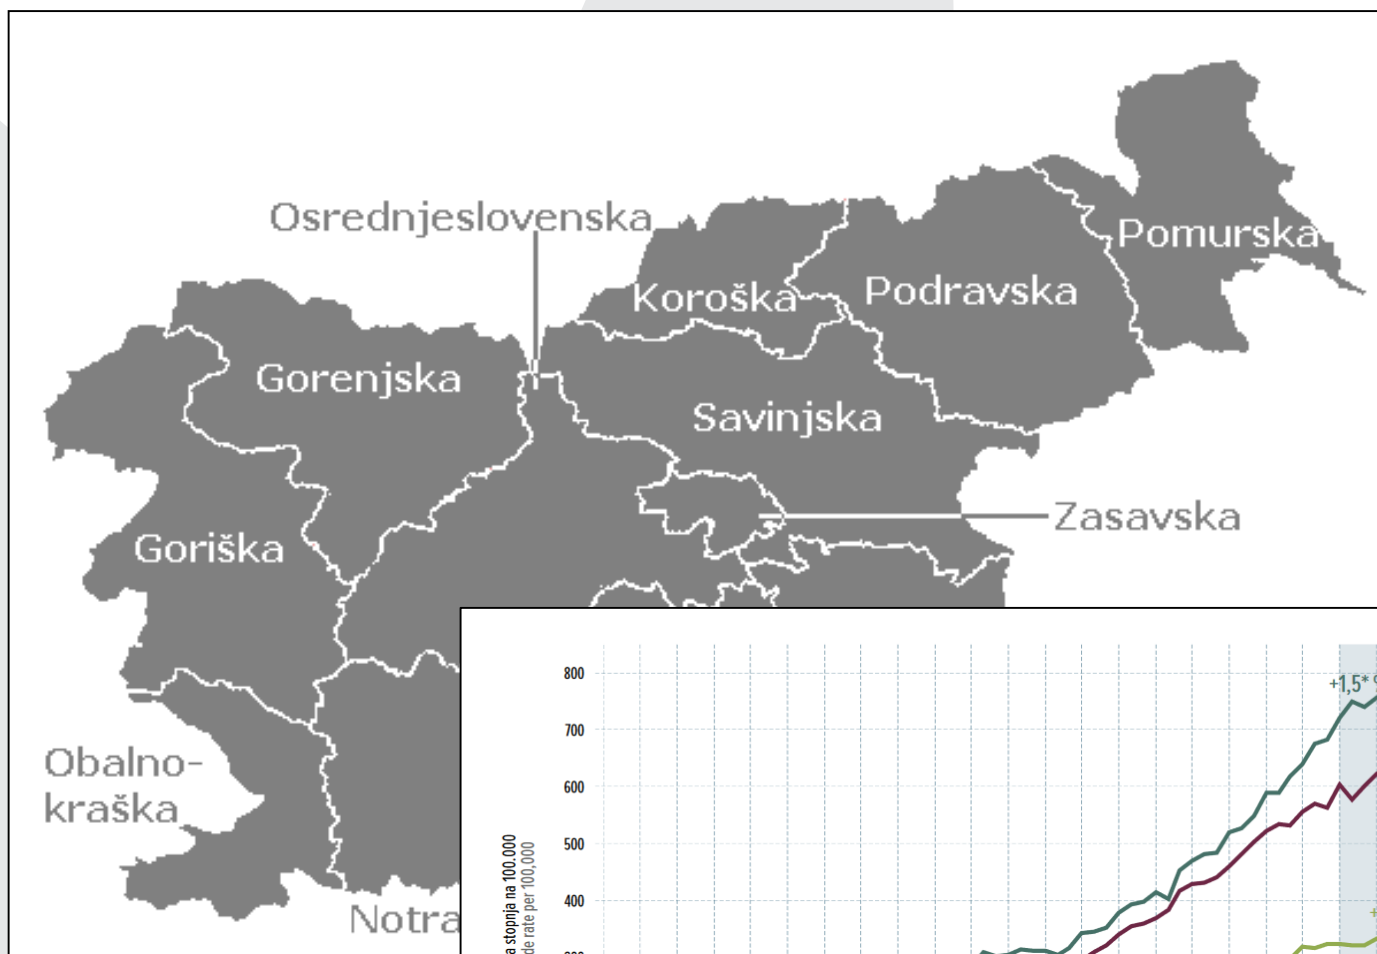 Osrednjeslovenska
Pomurska
Koroška
Podravska
Gorenjska
Savinjska
Zasavska
Goriška
Obalno-
kraška
Notra
800
700
600
500
400
+1,5*
a stopnja na 100.000
de rate per 100,000